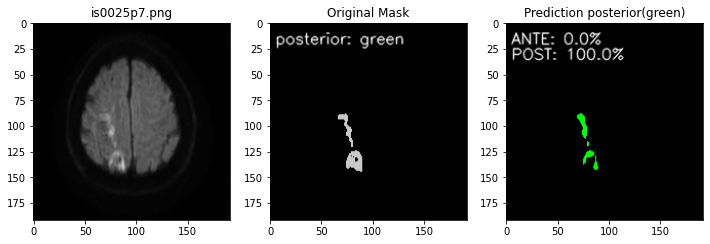 is0025p7.png
Original Mask
Prediction posterior(green)
posterior: green
ANTE: 0.0%
POST: 100.0%
0
25
50
75
100
125
150
175
0
25
50
75
100
125
150
175
0
25
50
75
100
125
150
175
0 50 100 150
0 50 100 150
0 50 100 150